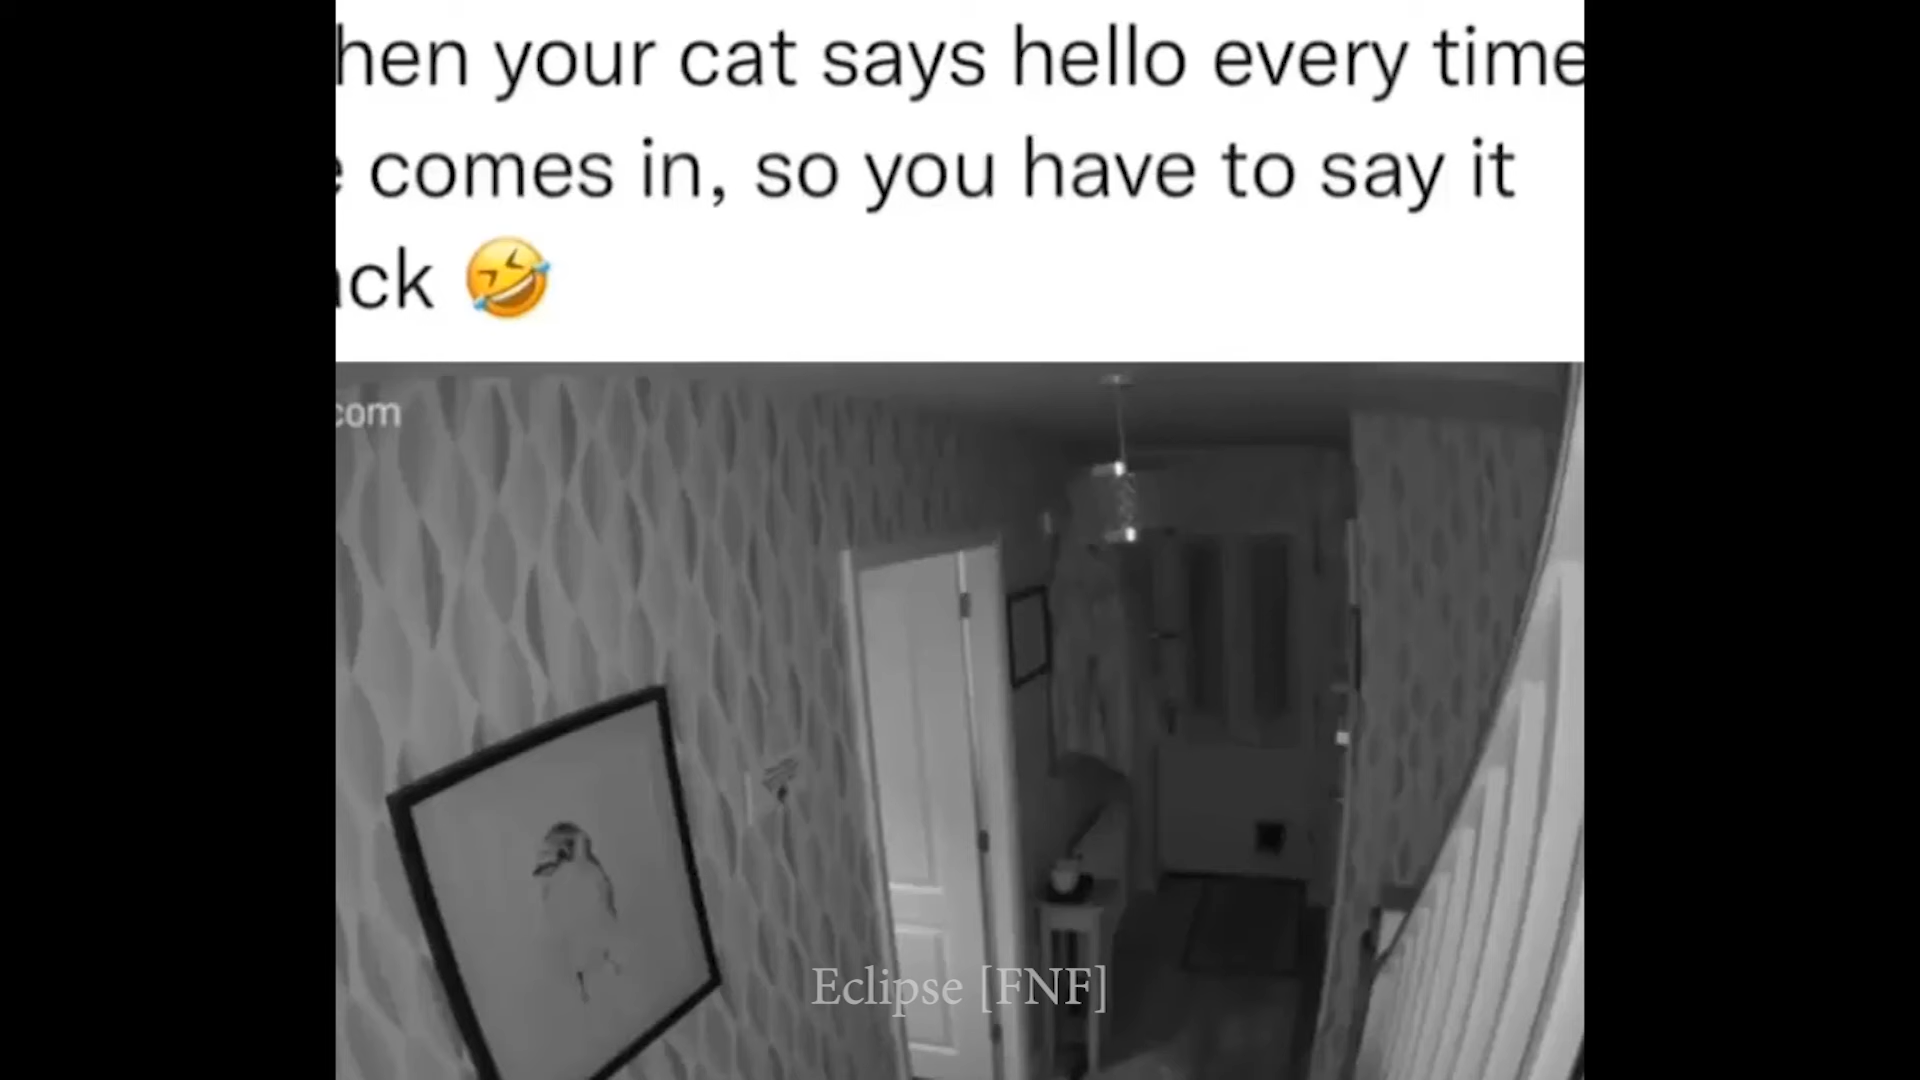 hen your cat says hello every time
comes in, so you have to say it
ck 🤣
com
Eclipse [FNF]